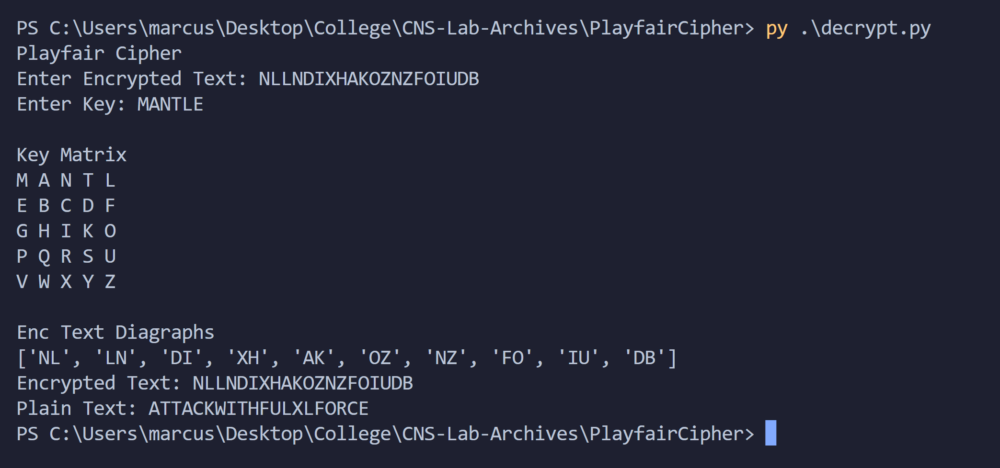 PS C:\Users\marcus\Desktop\College\CNS-Lab-Archives\PlayfairCipher> py .\decrypt.py
Playfair Cipher
Enter Encrypted Text: NLLNDIXHAKOZNZFOIUDB
Enter Key: MANTLE
Key Matrix
M A N T L
E B C D F
G H I K O
P Q R S U
V W X Y Z
Enc Text Diagraphs
['NL', 'LN', 'DI', 'XH', 'AK', 'OZ', 'NZ', 'FO', 'IU', 'DB']
Encrypted Text: NLLNDIXHAKOZNZFOIUDB
Plain Text: ATTACKWITHFULXLFORCE
PS C:\Users\marcus\Desktop\College\CNS-Lab-Archives\PlayfairCipher>